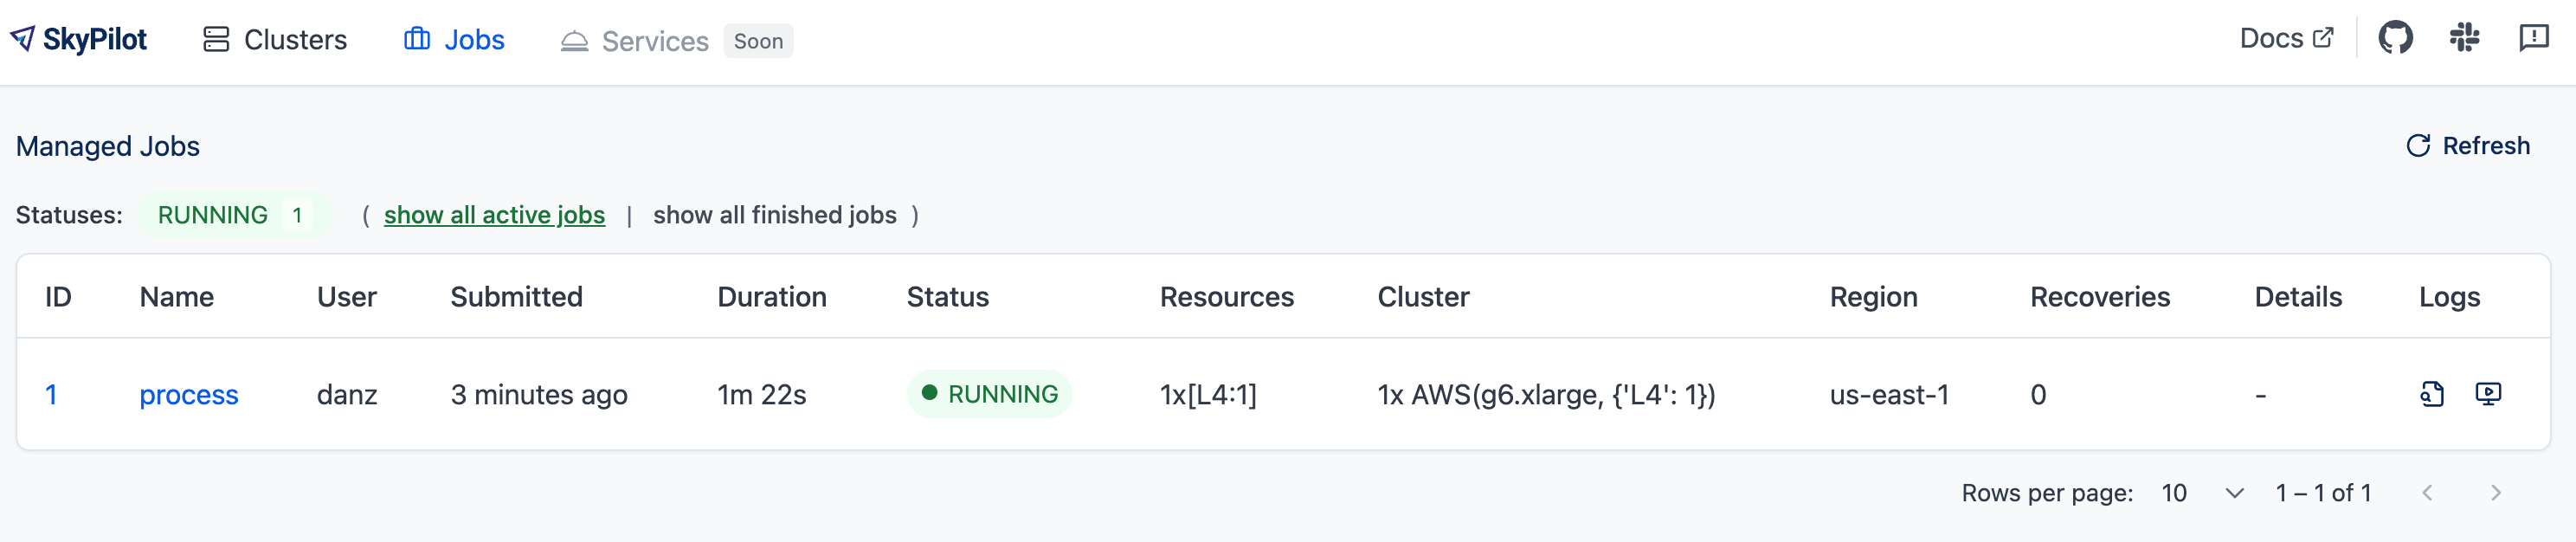 SkyPilot Clusters Jobs Services Soon Docs
Managed Jobs Refresh
Statuses: RUNNING 1 ( show all active jobs | show all finished jobs )
ID Name User Submitted Duration Status Resources Cluster Region Recoveries Details Logs
1 process danz 3 minutes ago 1m 22s RUNNING 1x[L4:1] 1x AWS(g6.xlarge, {'L4': 1}) us-east-1 0 -
Rows per page: 10 1 – 1 of 1